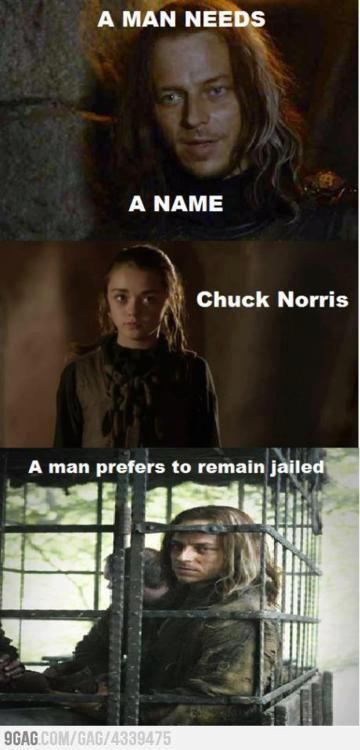 A MAN NEEDS
A NAME
Chuck Norris
A man prefers to remain jailed
9GAG.COM/GAG/4339475